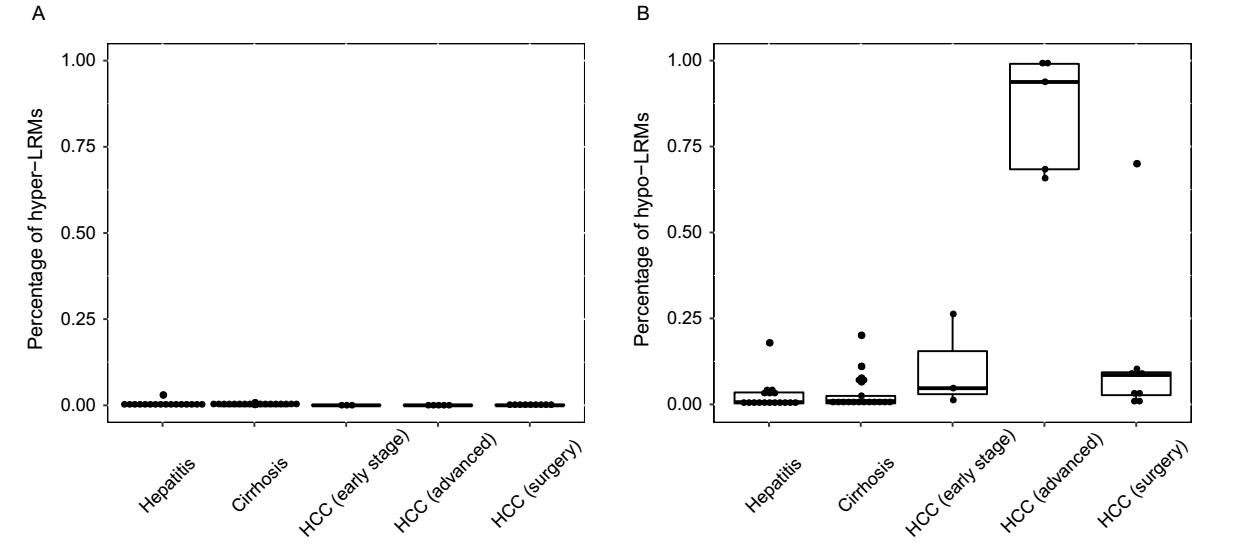 A
Percentage of hyper−LRMs
1.00
0.75
0.50
0.25
0.00
Hepatitis
Cirrhosis
HCC (early stage)
HCC (advanced)
HCC (surgery)
B
Percentage of hypo−LRMs
1.00
0.75
0.50
0.25
0.00
Hepatitis
Cirrhosis
HCC (early stage)
HCC (advanced)
HCC (surgery)